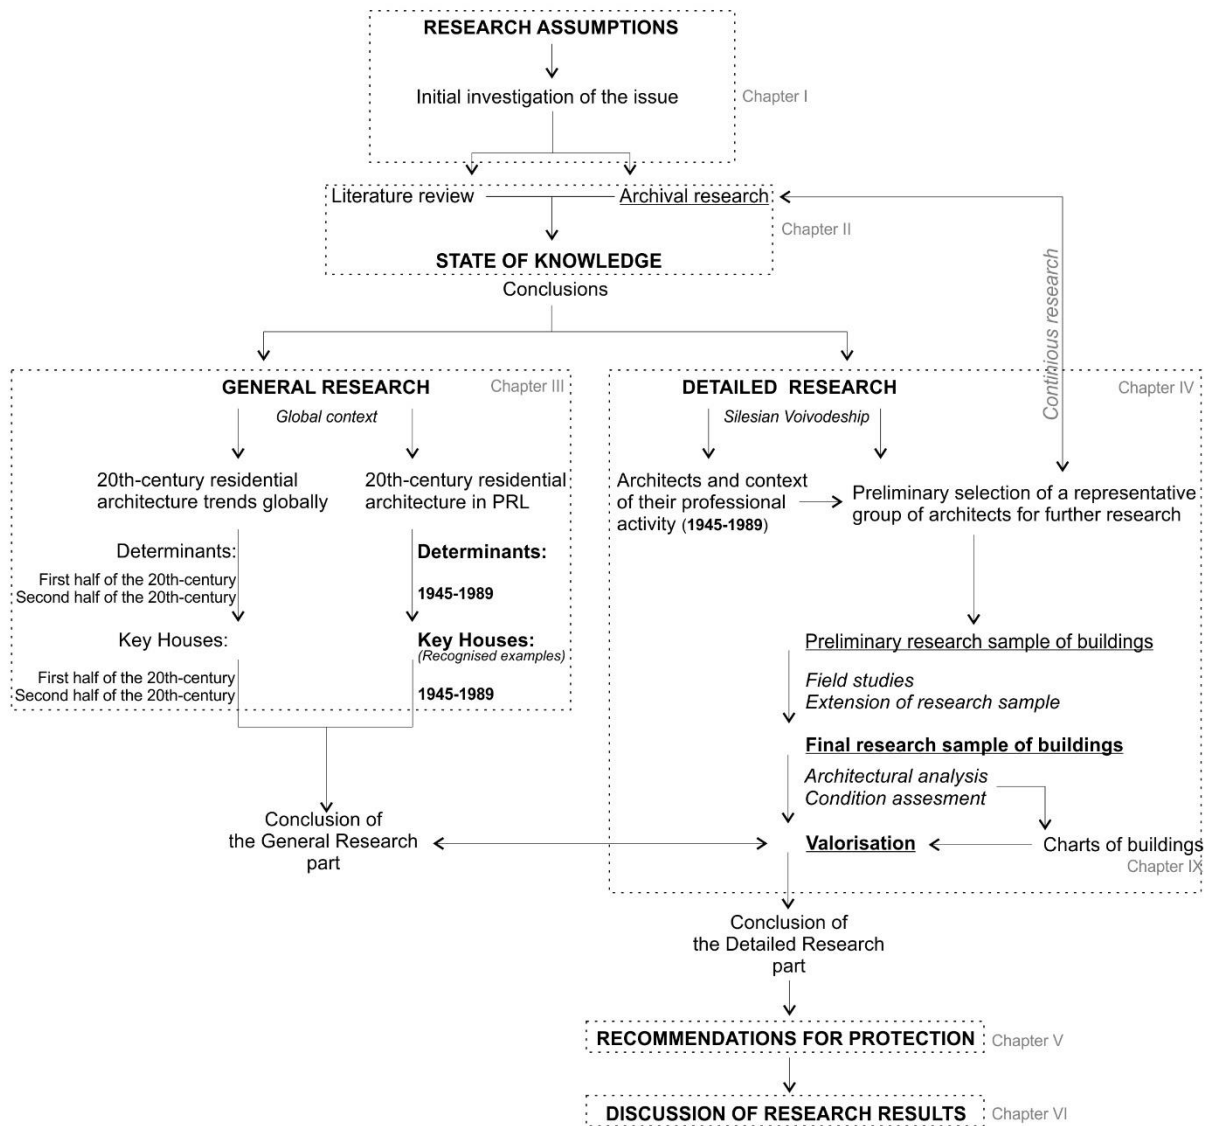 RESEARCH ASSUMPTIONS
Initial investigation of the issue
Chapter I
Literature review
Archival research
Chapter II
STATE OF KNOWLEDGE
Conclusions
Continious research
GENERAL RESEARCH
Chapter III
Global context
20th-century residential
architecture trends globally
20th-century residential
architecture in PRL
Determinants:
First half of the 20th-century
Second half of the 20th-century
Determinants:
1945-1989
Key Houses:
First half of the 20th-century
Second half of the 20th-century
Key Houses:
(Recognised examples)
1945-1989
Conclusion of
the General Research
part
DETAILED RESEARCH
Chapter IV
Silesian Voivodeship
Architects and context
of their professional
activity (1945-1989)
Preliminary selection of a representative
group of architects for further research
Preliminary research sample of buildings
Field studies
Extension of research sample
Final research sample of buildings
Architectural analysis
Condition assesment
Valorisation
Charts of buildings
Chapter IX
Conclusion of
the Detailed Research
part
RECOMMENDATIONS FOR PROTECTION
Chapter V
DISCUSSION OF RESEARCH RESULTS
Chapter VI